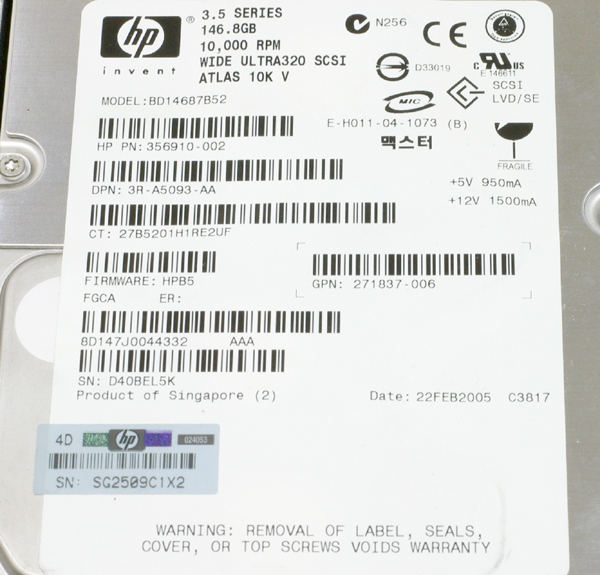 hp
®
invent
3.5 SERIES
146.8GB
10,000 RPM
WIDE ULTRA320 SCSI
ATLAS 10K V
N256
CE
D33019
c UL US
E 146611
SCSI
LVD/SE
MIC
E-H011-04-1073 (B)
맥스터
FRAGILE
MODEL:BD14687B52
HP PN: 356910-002
DPN: 3R-A5093-AA
+5V 950mA
+12V 1500mA
CT: 27B5201H1RE2UF
FIRMWARE: HPB5
FGCA ER:
GPN: 271837-006
8D147J0044332 AAA
SN: D40BEL5K
Product of Singapore (2)
Date: 22FEB2005 C3817
4D hp 024053
SN: SG2509C1X2
WARNING: REMOVAL OF LABEL, SEALS,
COVER, OR TOP SCREWS VOIDS WARRANTY